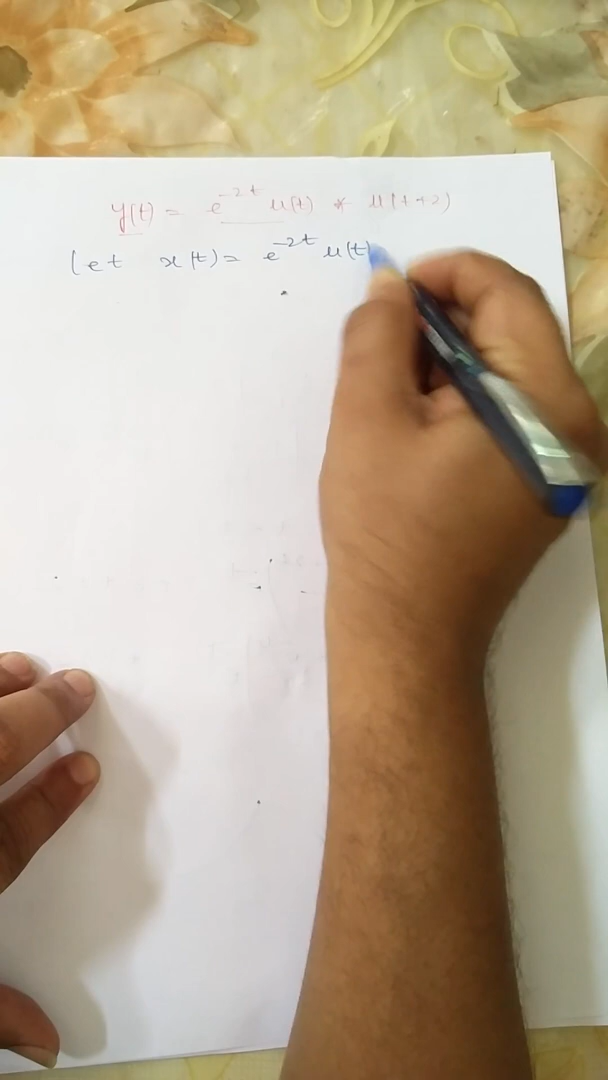 y(t) = e^{-2t} u(t) * u(t+2)
let x(t) = e^{-2t} u(t)